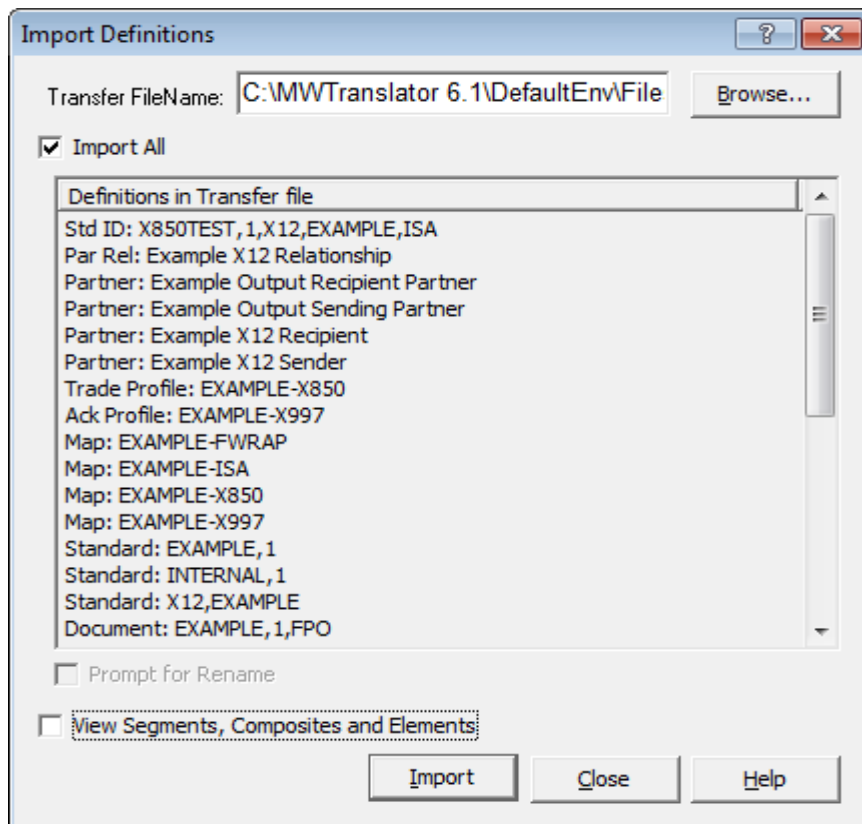 Import Definitions
Transfer FileName: C:\MWTranslator 6.1\DefaultEnv\File Browse...
Import All
Definitions in Transfer file
Std ID: X850TEST,1,X12,EXAMPLE,ISA
Par Rel: Example X12 Relationship
Partner: Example Output Recipient Partner
Partner: Example Output Sending Partner
Partner: Example X12 Recipient
Partner: Example X12 Sender
Trade Profile: EXAMPLE-X850
Ack Profile: EXAMPLE-X997
Map: EXAMPLE-FWRAP
Map: EXAMPLE-ISA
Map: EXAMPLE-X850
Map: EXAMPLE-X997
Standard: EXAMPLE,1
Standard: INTERNAL,1
Standard: X12,EXAMPLE
Document: EXAMPLE,1,FPO
Prompt for Rename
View Segments, Composites and Elements
Import Close Help